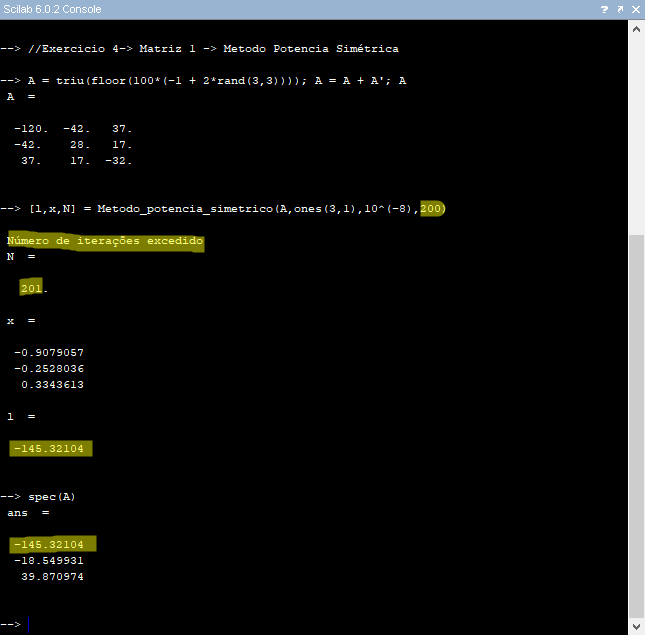 Scilab 6.0.2 Console
--> //Exercicio 4-> Matriz 1 -> Metodo Potencia Simétrica
--> A = triu(floor(100*(-1 + 2*rand(3,3)))); A = A + A'; A
A  =
-120.  -42.   37.
-42.   28.   17.
37.   17.  -32.
--> [l,x,N] = Metodo_potencia_simetrico(A,ones(3,1),10^(-8),200)
Número de iterações excedido
N  =
201.
x  =
-0.9079057
-0.2528036
0.3343613
l  =
-145.32104
--> spec(A)
ans  =
-145.32104
-18.549931
39.870974
-->